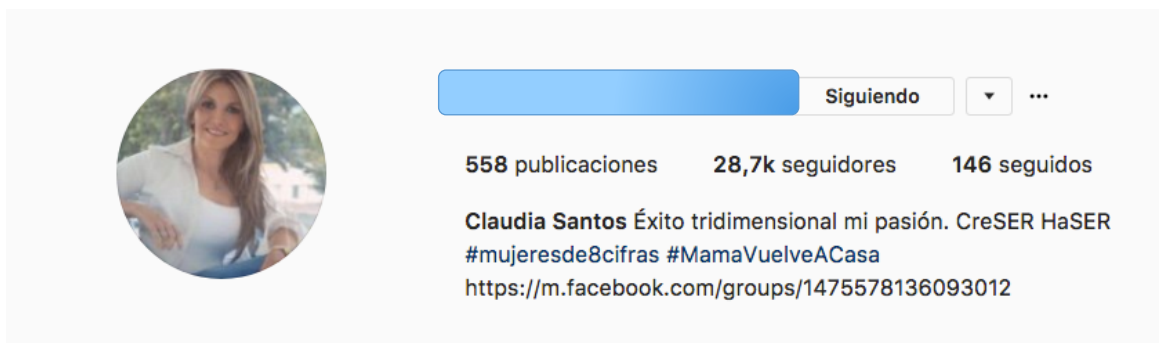 Siguiendo
558 publicaciones 28,7k seguidores 146 seguidos
Claudia Santos Éxito tridimensional mi pasión. CreSER HaSER
#mujeresde8cifras #MamaVuelveACasa
https://m.facebook.com/groups/1475578136093012